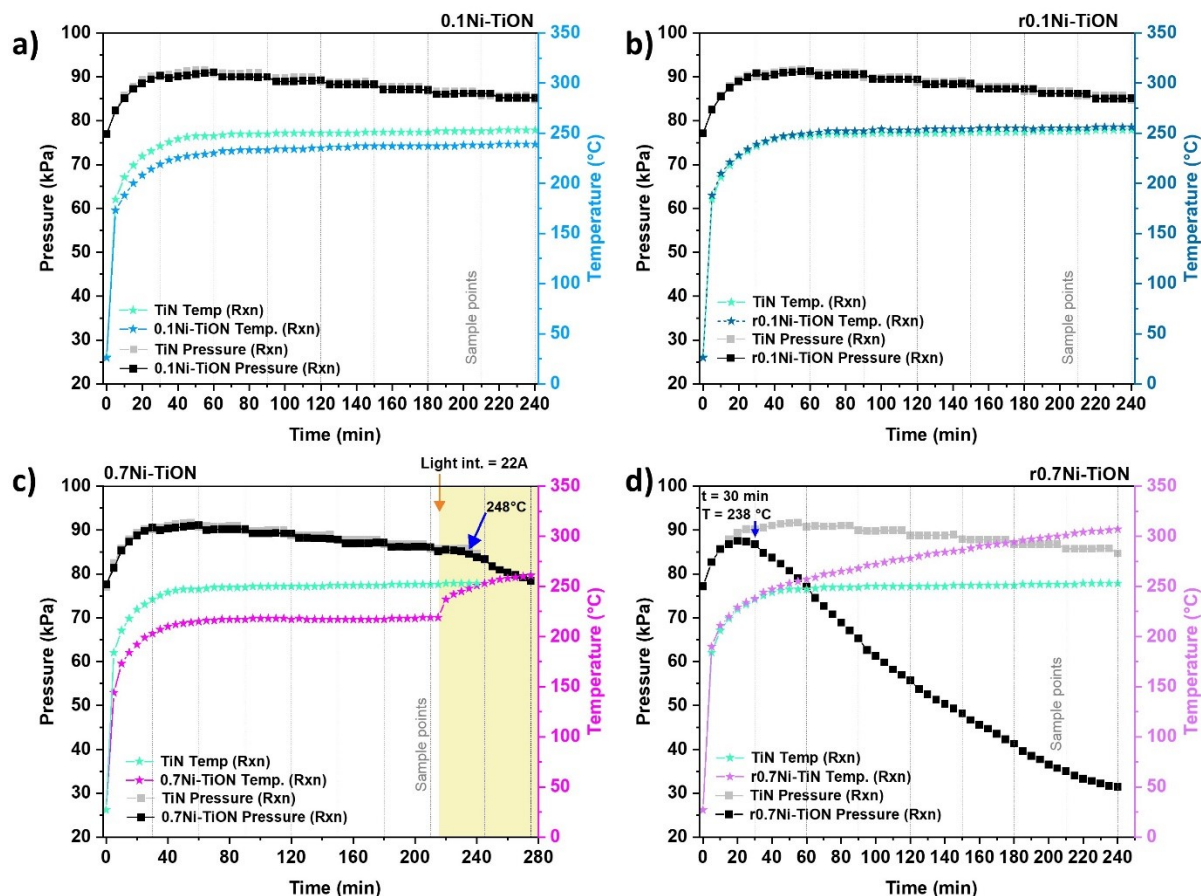 a)
0.1Ni-TiON
100
90
80
70
60
50
40
30
20
Pressure (kPa)
350
300
250
200
150
100
50
0
Temperature (°C)
TiN Temp (Rxn)
0.1Ni-TiON Temp. (Rxn)
TiN Pressure (Rxn)
0.1Ni-TiON Pressure (Rxn)
Sample points
0 20 40 60 80 100 120 140 160 180 200 220 240
Time (min)
b)
r0.1Ni-TiON
100
90
80
70
60
50
40
30
20
Pressure (kPa)
350
300
250
200
150
100
50
0
Temperature (°C)
TiN Temp (Rxn)
r0.1Ni-TiON Temp. (Rxn)
TiN Pressure (Rxn)
r0.1Ni-TiON Pressure (Rxn)
Sample points
0 20 40 60 80 100 120 140 160 180 200 220 240
Time (min)
c)
0.7Ni-TiON
Light int. = 22A
248°C
100
90
80
70
60
50
40
30
20
Pressure (kPa)
350
300
250
200
150
100
50
0
Temperature (°C)
TiN Temp (Rxn)
0.7Ni-TiON Temp. (Rxn)
TiN Pressure (Rxn)
0.7Ni-TiON Pressure (Rxn)
Sample points
0 40 80 120 160 200 240 280
Time (min)
d)
r0.7Ni-TiON
t = 30 min
T = 238 °C
100
90
80
70
60
50
40
30
20
Pressure (kPa)
350
300
250
200
150
100
50
0
Temperature (°C)
TiN Temp (Rxn)
r0.7Ni-TiN Temp. (Rxn)
TiN Pressure (Rxn)
r0.7Ni-TiON Pressure (Rxn)
Sample points
0 20 40 60 80 100 120 140 160 180 200 220 240
Time (min)